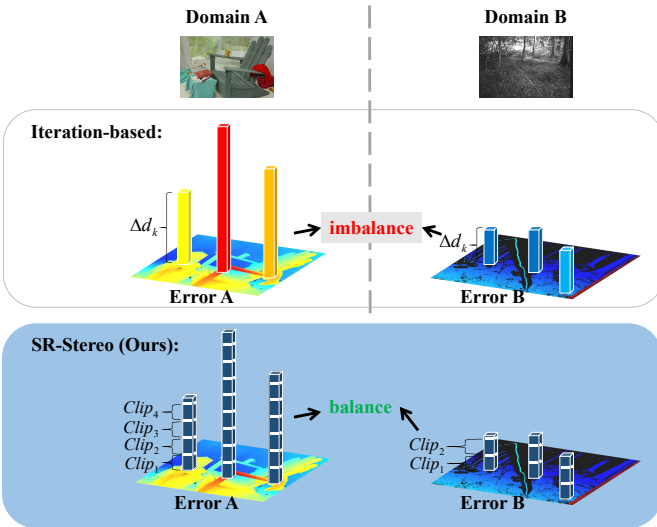 Domain A
Domain B
Iteration-based:
Δd_k
imbalance
Δd_k
Error A
Error B
SR-Stereo (Ours):
Clip_4
Clip_3
Clip_2
Clip_1
balance
Clip_2
Clip_1
Error A
Error B